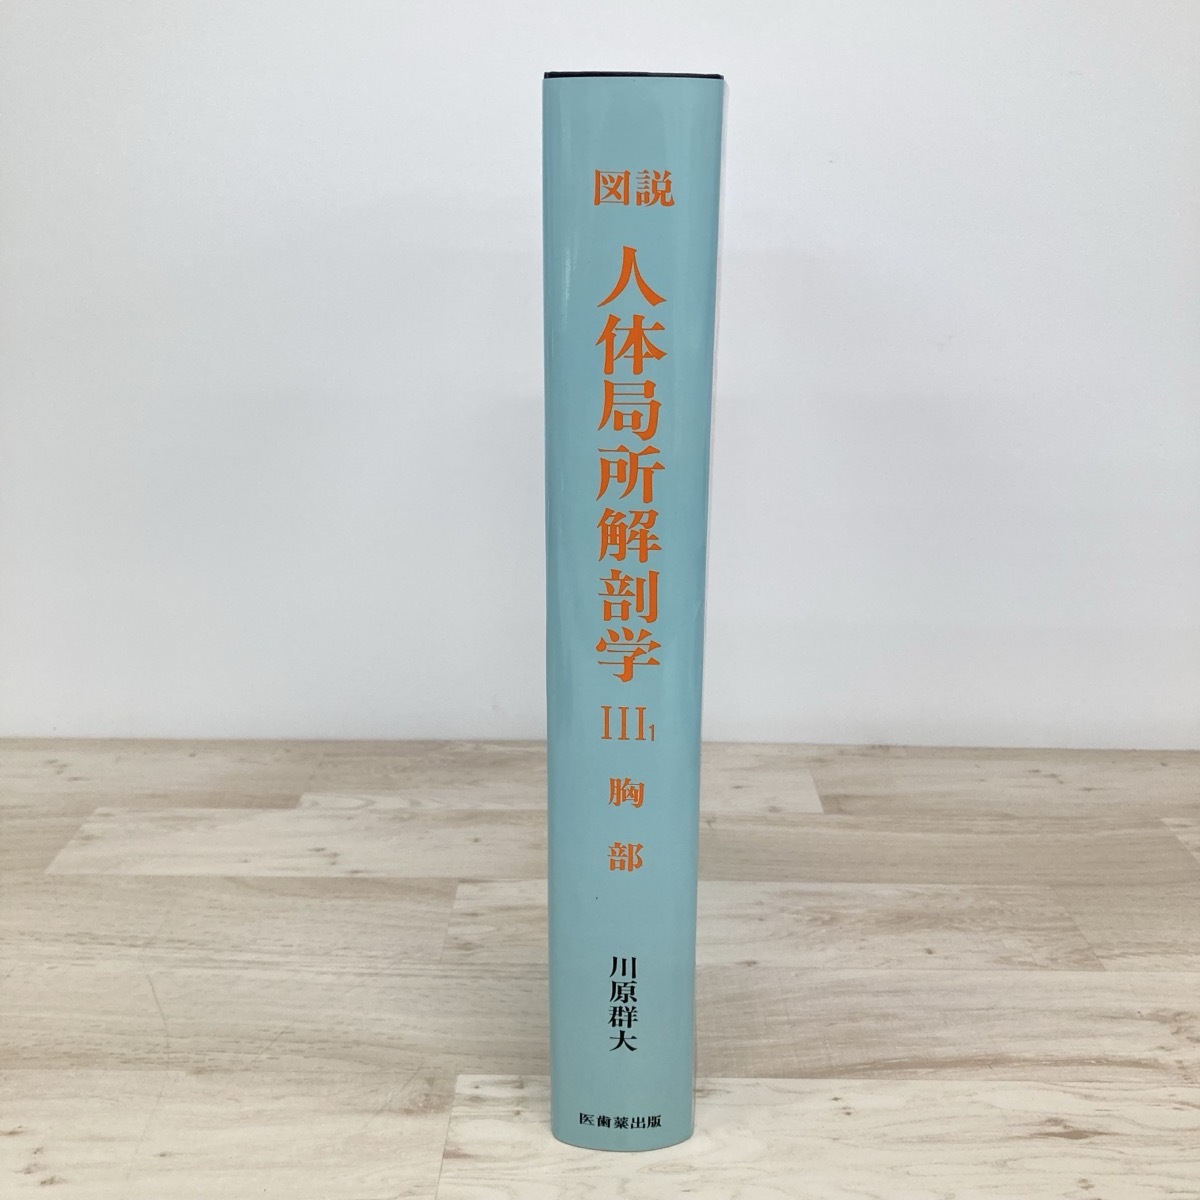 図説
人体局所解剖学
III1
胸部
川原群大
医歯薬出版